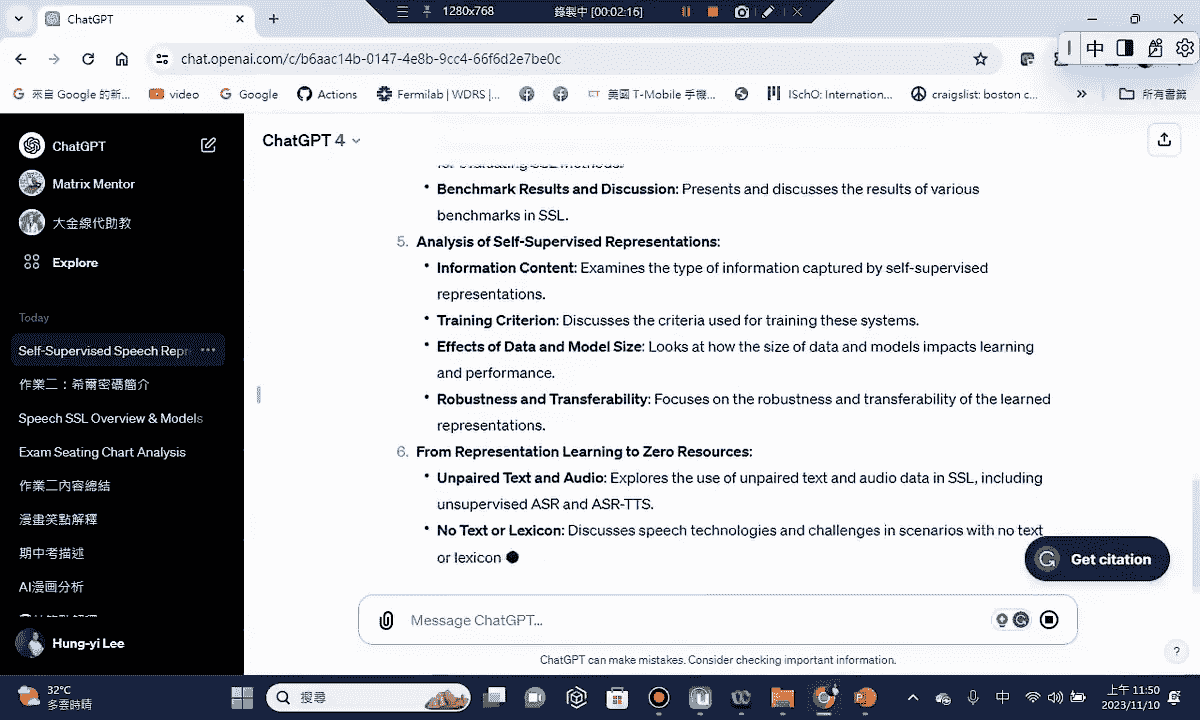 ChatGPT
1280x768
錄製中 [00:02:16]
chat.openai.com/c/b6aac14b-0147-4e8b-9cc4-66f6d2e7be0c
中
來自 Google 的新...
video
Google
Actions
Fermilab | WDRS |...
美國 T-Mobile 手機...
ISchO: Internation...
craigslist: boston c...
所有書籤
ChatGPT
Matrix Mentor
大金線代助教
Explore
Today
Self-Supervised Speech Repr
作業二：希爾密碼簡介
Speech SSL Overview & Models
Exam Seating Chart Analysis
作業二內容總結
漫畫笑點解釋
期中考描述
AI漫画分析
Hung-yi Lee
ChatGPT 4
for evaluating SSL methods.
• Benchmark Results and Discussion: Presents and discusses the results of various
benchmarks in SSL.
5. Analysis of Self-Supervised Representations:
• Information Content: Examines the type of information captured by self-supervised
representations.
• Training Criterion: Discusses the criteria used for training these systems.
• Effects of Data and Model Size: Looks at how the size of data and models impacts learning
and performance.
• Robustness and Transferability: Focuses on the robustness and transferability of the learned
representations.
6. From Representation Learning to Zero Resources:
• Unpaired Text and Audio: Explores the use of unpaired text and audio data in SSL, including
unsupervised ASR and ASR-TTS.
• No Text or Lexicon: Discusses speech technologies and challenges in scenarios with no text
or lexicon
Get citation
Message ChatGPT...
ChatGPT can make mistakes. Consider checking important information.
?
32°C
多雲時晴
搜尋
中
上午 11:50
2023/11/10